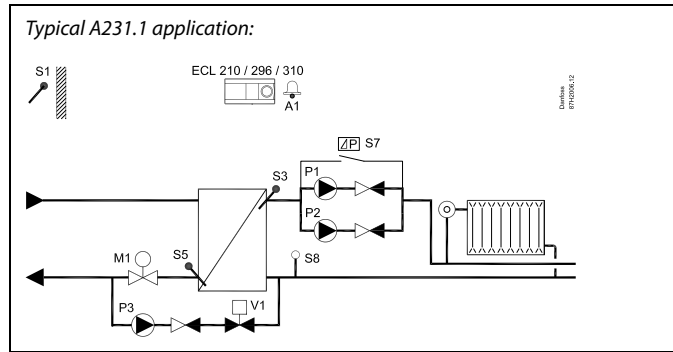 Typical A231.1 application:
S1
ECL 210 / 296 / 310
A1
Danfoss
87H2006.12
⊿P S7
S3
P1
P2
M1
S5
S8
P3
V1